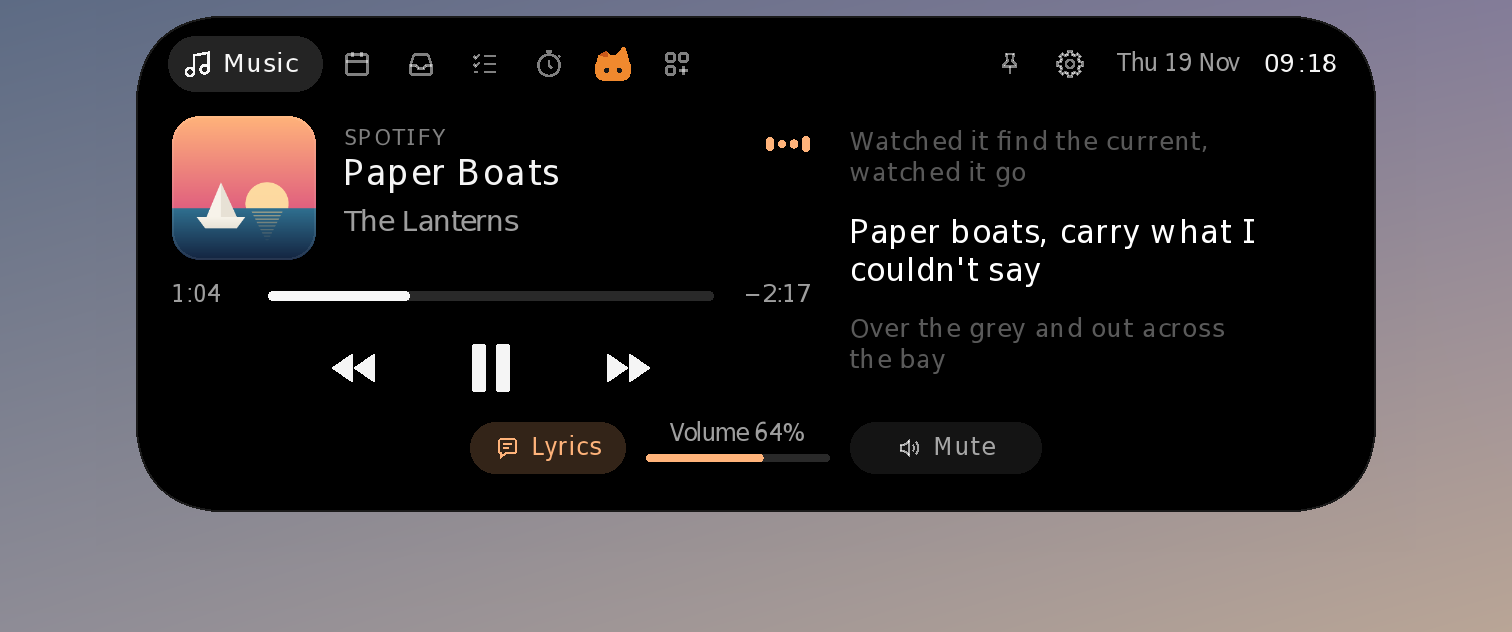 Music
Thu 19 Nov 09:18
SPOTIFY
Paper Boats
The Lanterns
1:04
−2:17
Watched it find the current,
watched it go
Paper boats, carry what I
couldn't say
Over the grey and out across
the bay
Lyrics
Volume 64%
Mute